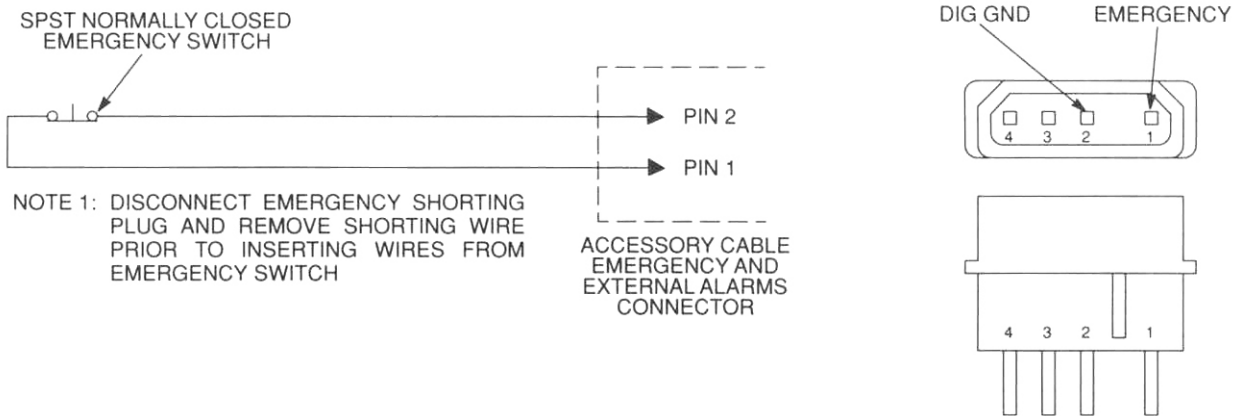 SPST NORMALLY CLOSED
EMERGENCY SWITCH
PIN 2
PIN 1
NOTE 1: DISCONNECT EMERGENCY SHORTING
PLUG AND REMOVE SHORTING WIRE
PRIOR TO INSERTING WIRES FROM
EMERGENCY SWITCH
ACCESSORY CABLE
EMERGENCY AND
EXTERNAL ALARMS
CONNECTOR
DIG GND EMERGENCY
4 3 2 1
4 3 2 1